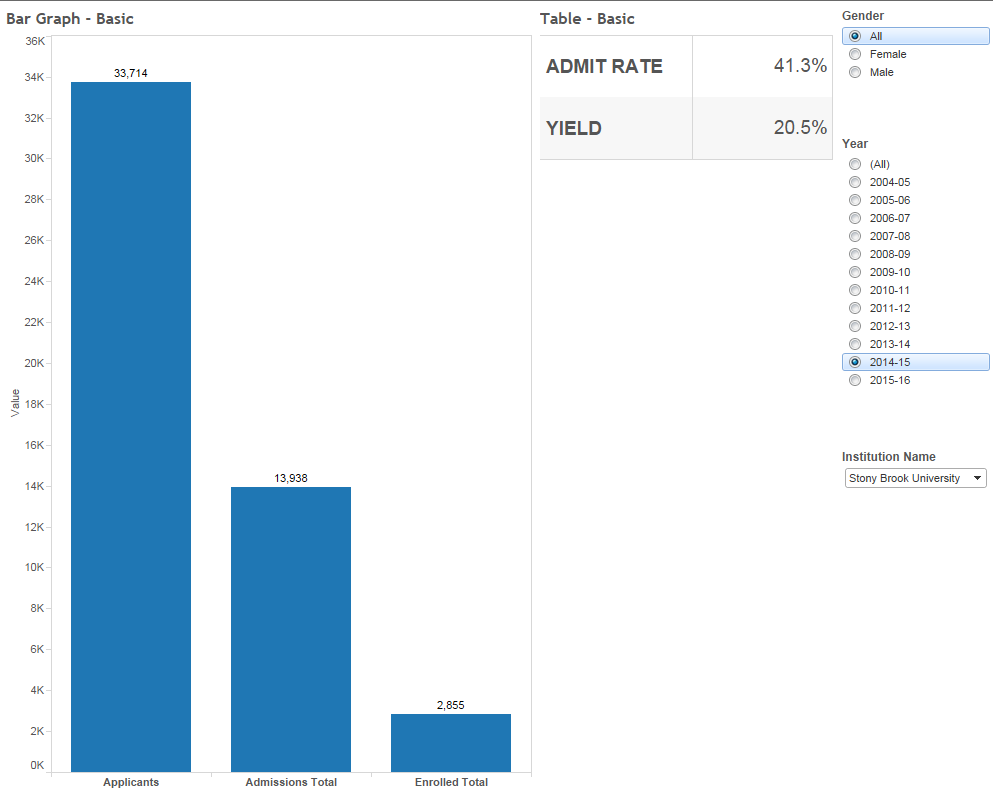 Bar Graph - Basic
36K
34K
32K
30K
28K
26K
24K
22K
20K
18K
16K
14K
12K
10K
8K
6K
4K
2K
0K
Value
33,714
13,938
2,855
Applicants
Admissions Total
Enrolled Total
Table - Basic
ADMIT RATE 41.3%
YIELD 20.5%
Gender
All
Female
Male
Year
(All)
2004-05
2005-06
2006-07
2007-08
2008-09
2009-10
2010-11
2011-12
2012-13
2013-14
2014-15
2015-16
Institution Name
Stony Brook University